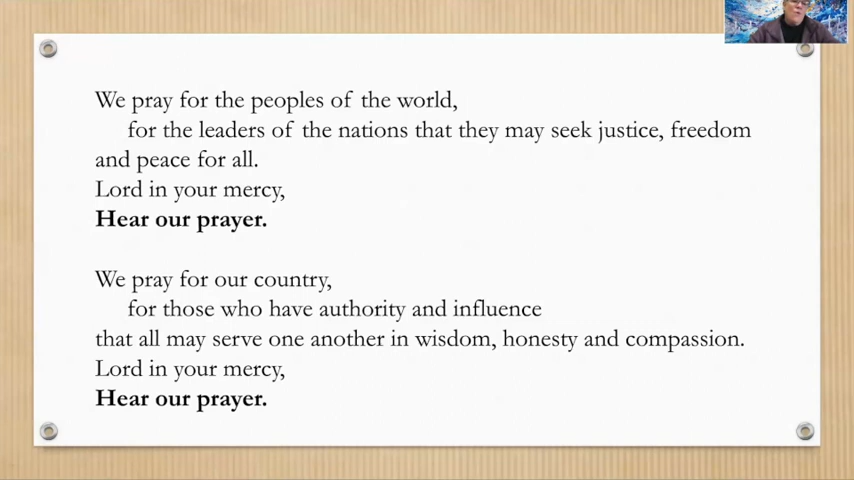 We pray for the peoples of the world,
for the leaders of the nations that they may seek justice, freedom
and peace for all.
Lord in your mercy,
Hear our prayer.
We pray for our country,
for those who have authority and influence
that all may serve one another in wisdom, honesty and compassion.
Lord in your mercy,
Hear our prayer.